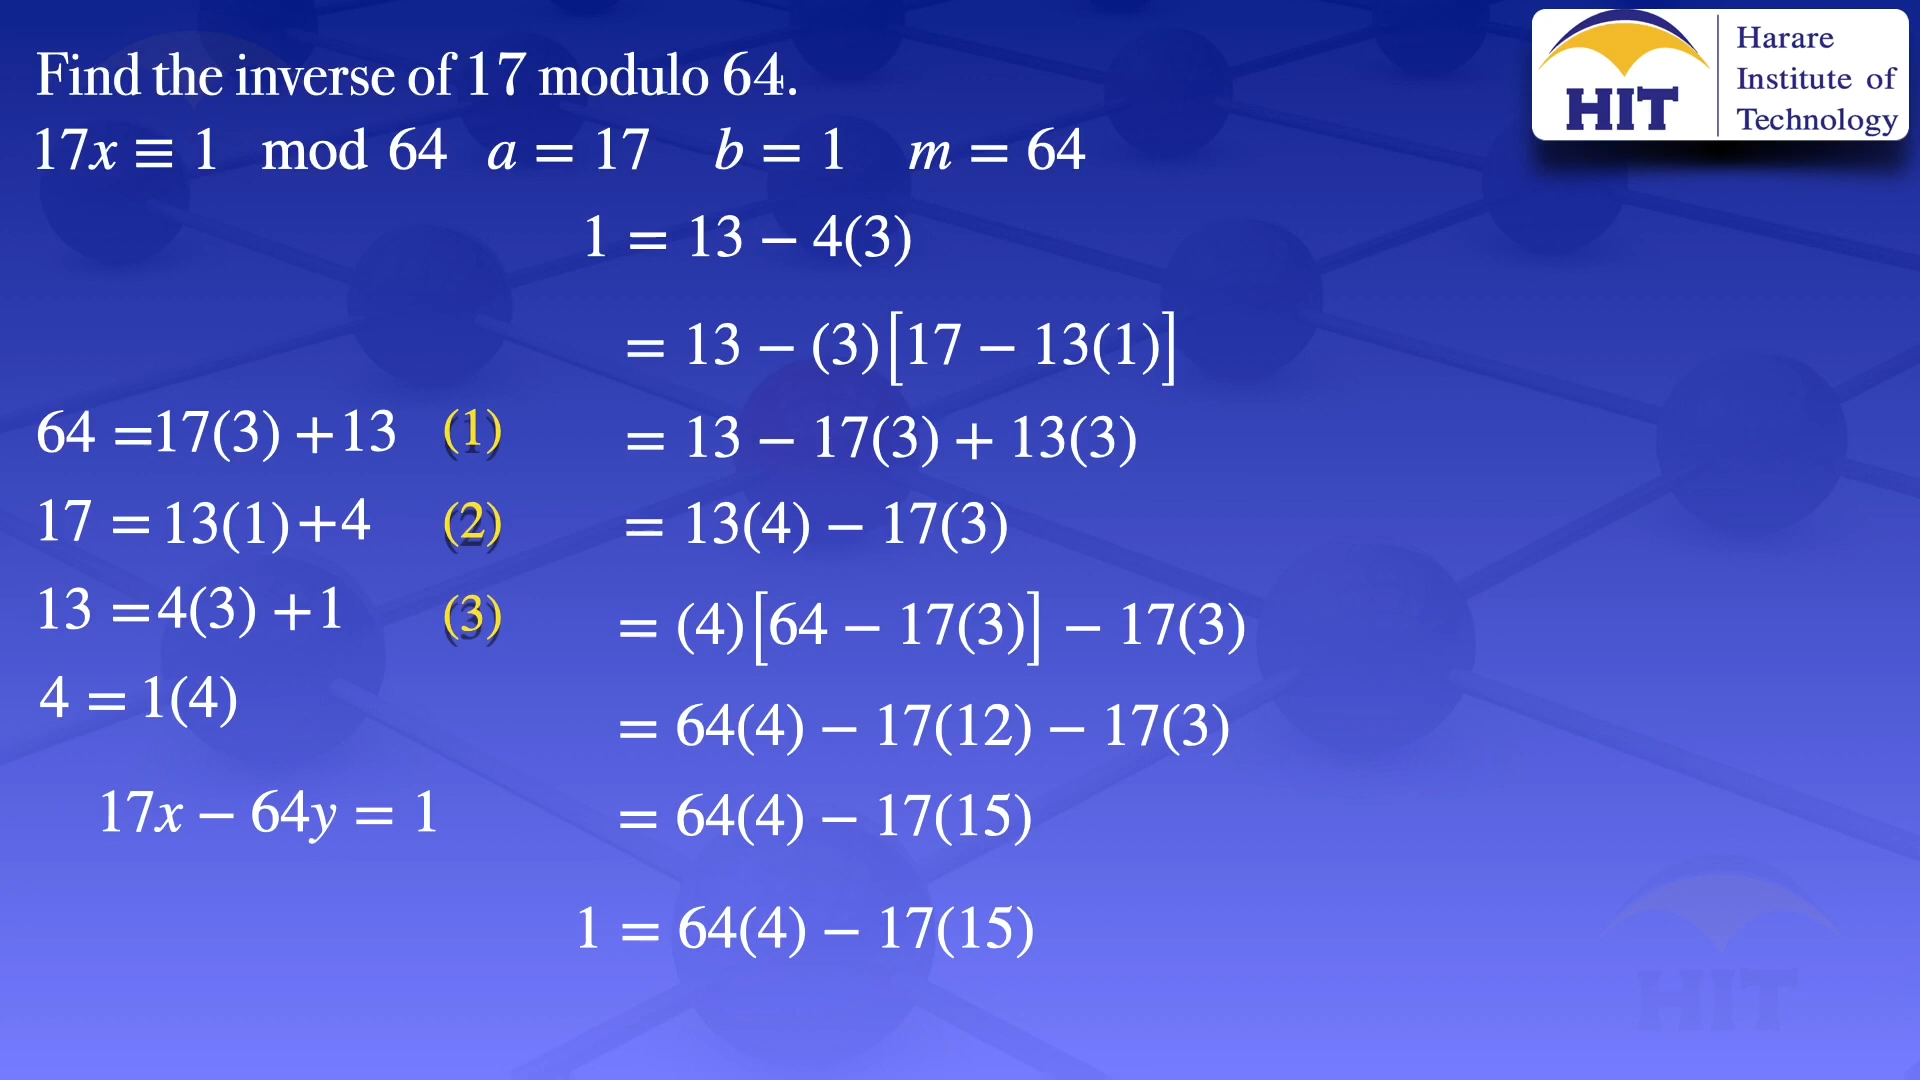 Find the inverse of 17 modulo 64.
17x ≡ 1 mod 64 a = 17 b = 1 m = 64
64 =17(3) +13 (1)
17 = 13(1) +4 (2)
13 =4(3) +1 (3)
4 = 1(4)
17x − 64y = 1
1 = 13 − 4(3)
= 13 − (3)[17 − 13(1)]
= 13 − 17(3) + 13(3)
= 13(4) − 17(3)
= (4)[64 − 17(3)] − 17(3)
= 64(4) − 17(12) − 17(3)
= 64(4) − 17(15)
1 = 64(4) − 17(15)
HIT
Harare
Institute of
Technology
HIT